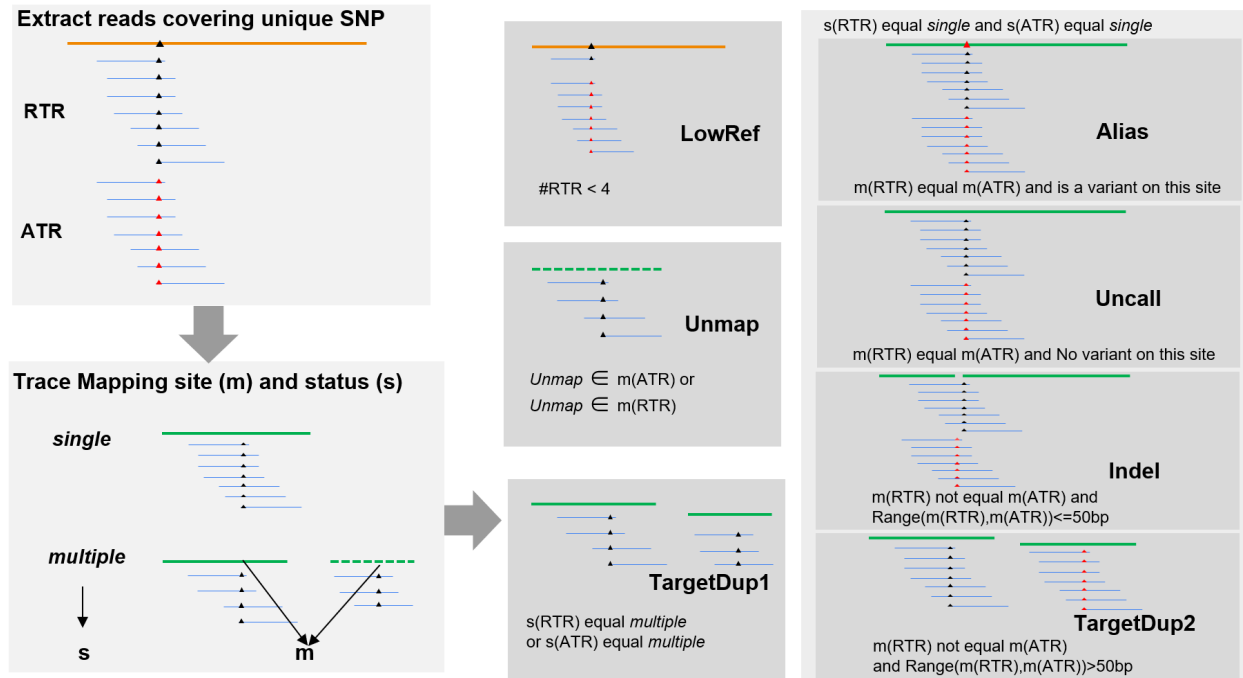 Extract reads covering unique SNP
RTR
ATR
Trace Mapping site (m) and status (s)
single
multiple
s
m
LowRef
#RTR < 4
Unmap
Unmap ∈ m(ATR) or
Unmap ∈ m(RTR)
TargetDup1
s(RTR) equal multiple
or s(ATR) equal multiple
s(RTR) equal single and s(ATR) equal single
Alias
m(RTR) equal m(ATR) and is a variant on this site
Uncall
m(RTR) equal m(ATR) and No variant on this site
Indel
m(RTR) not equal m(ATR) and
Range(m(RTR),m(ATR))<=50bp
TargetDup2
m(RTR) not equal m(ATR)
and Range(m(RTR),m(ATR))>50bp